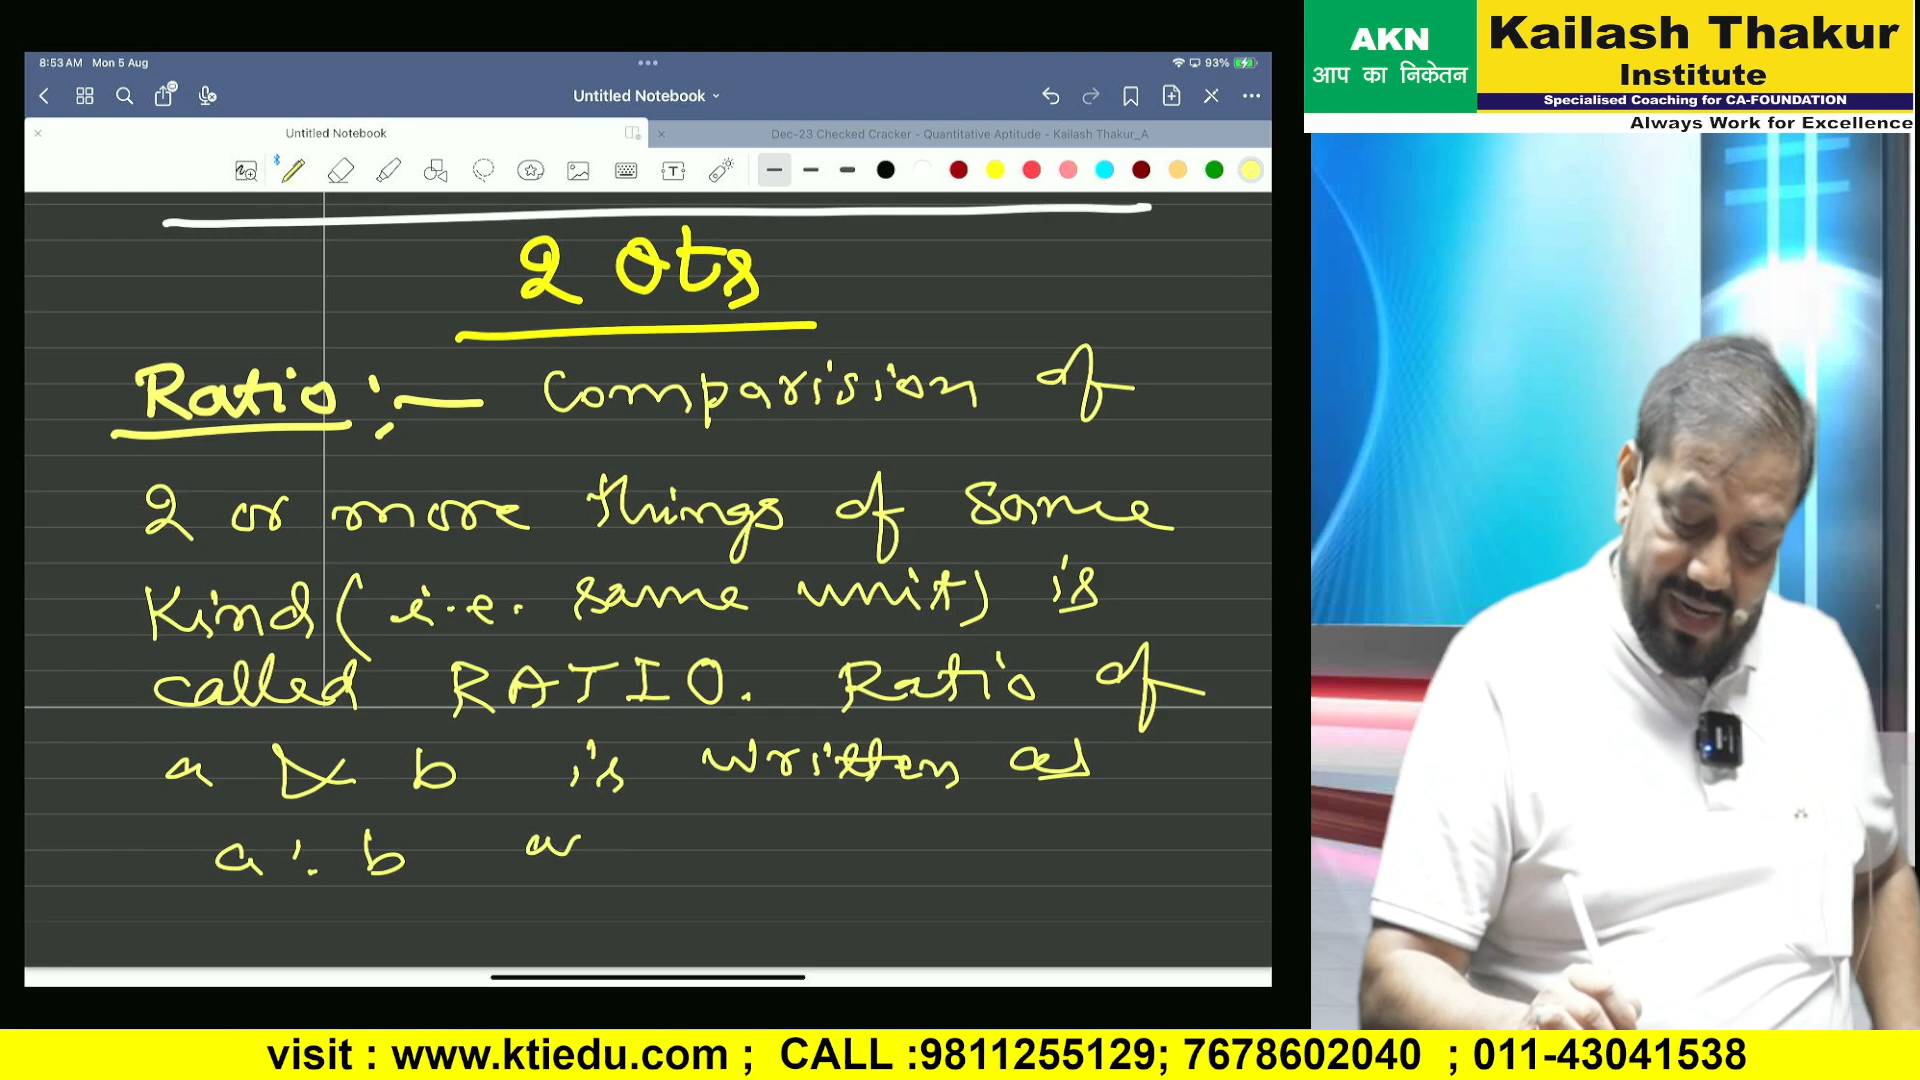 AKN
आप का निकेतन
Kailash Thakur
Institute
Specialised Coaching for CA-FOUNDATION
Always Work for Excellence
8:53 AM Mon 5 Aug
93%
Untitled Notebook
Untitled Notebook
Dec-23 Checked Cracker - Quantitative Aptitude - Kailash Thakur_A
2 Qts
Ratio :— Comparision of
2 or more things of same
kind (i.e. same unit) is
called RATIO. Ratio of
a & b is written as
a : b or
visit : www.ktiedu.com ; CALL :9811255129; 7678602040 ; 011-43041538